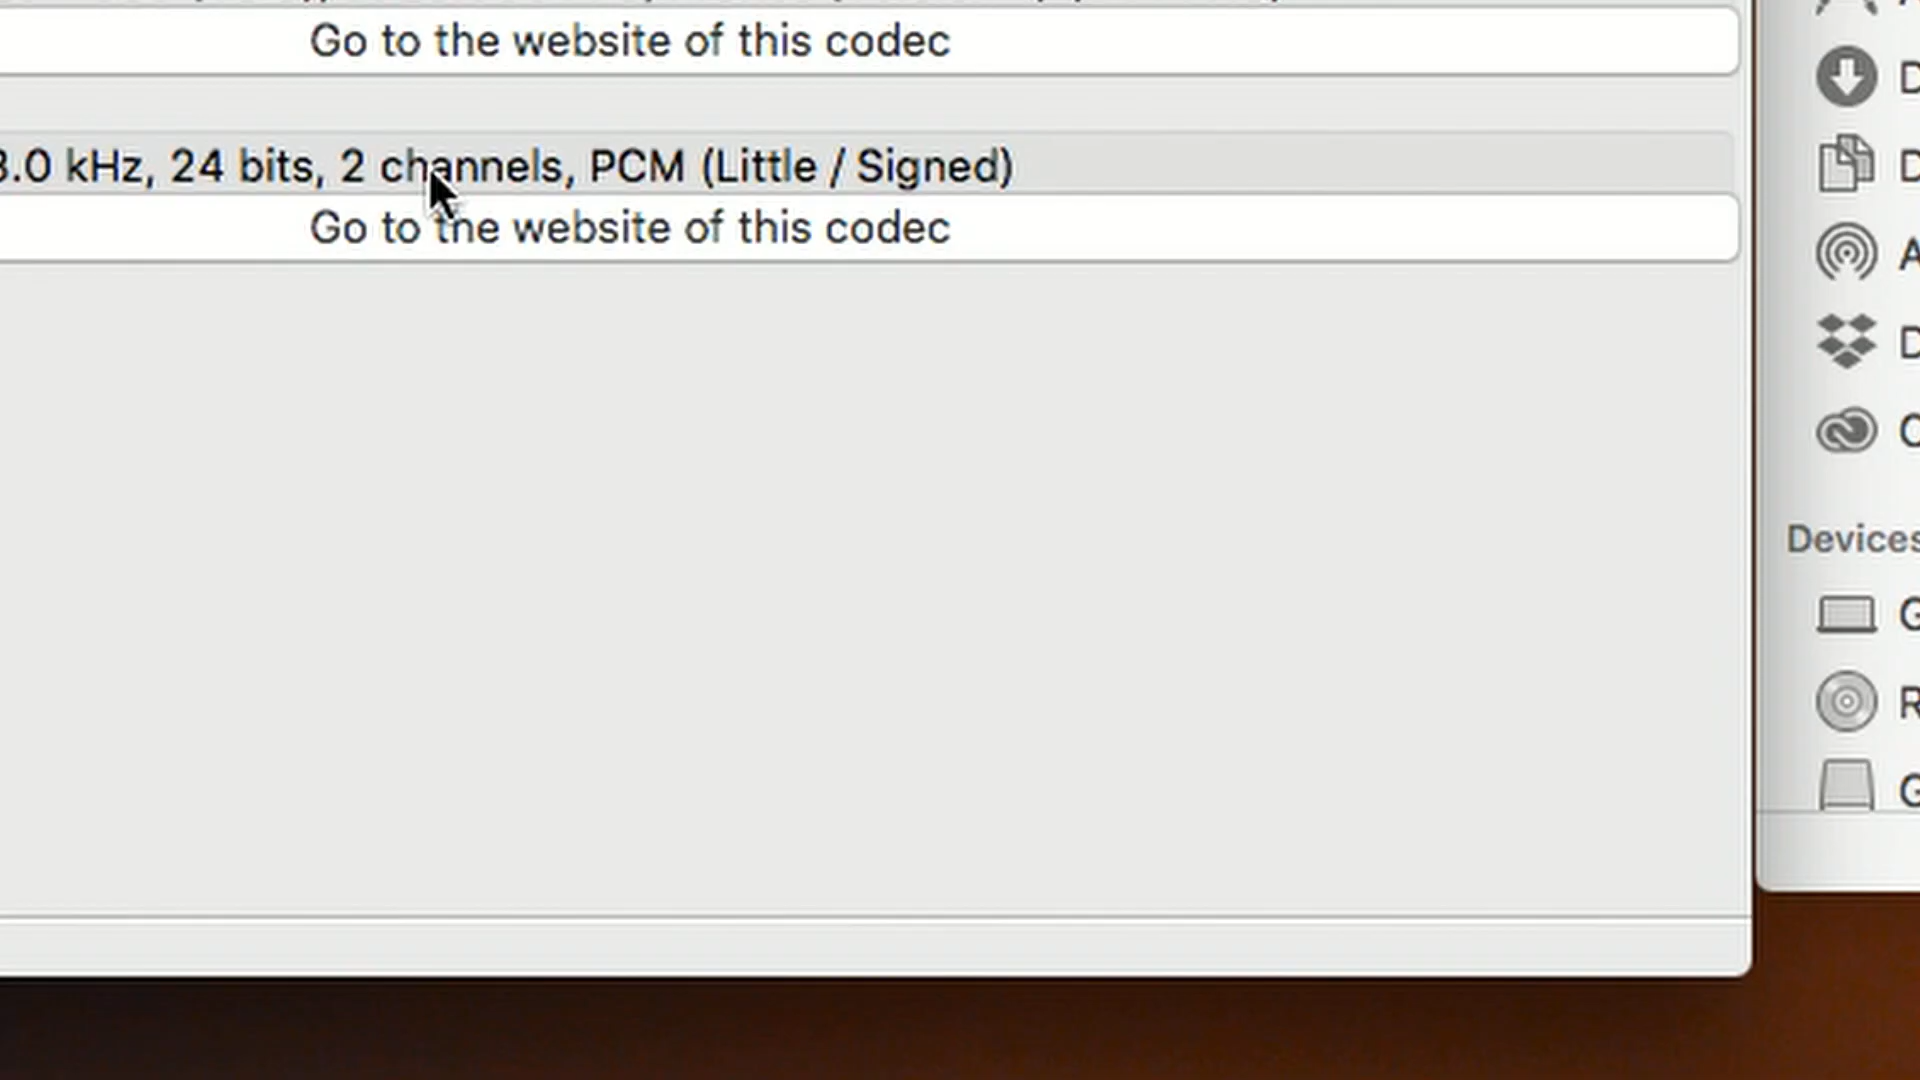 Go to the website of this codec
.0 kHz, 24 bits, 2 channels, PCM (Little / Signed)
Go to the website of this codec
D
D
A
D
Devices
G
R
G